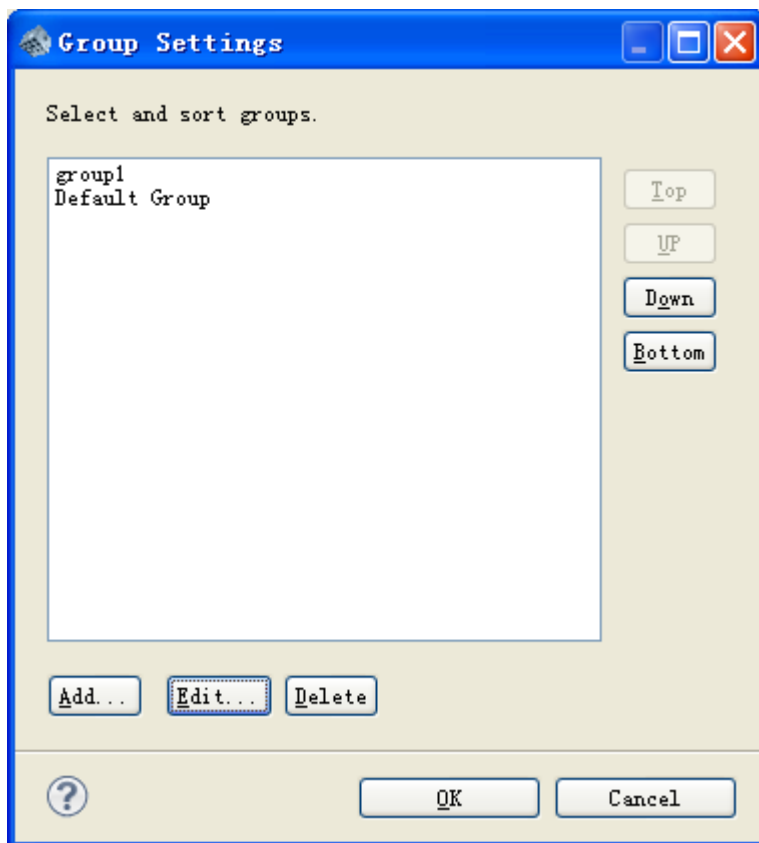 Group Settings
Select and sort groups.
group1
Default Group
Top
UP
Down
Bottom
Add...
Edit...
Delete
?
OK
Cancel